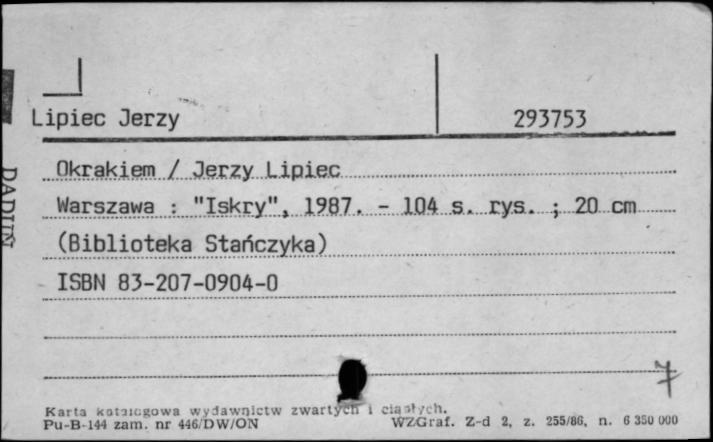 Lipiec Jerzy 293753
Okrakiem / Jerzy Lipiec
Warszawa : "Iskry", 1987. - 104 s. rys. ; 20 cm
(Biblioteka Stańczyka)
ISBN 83-207-0904-0
7
Karta katalogowa wydawnictw zwartych i ciągłych.
Pu-B-144 zam. nr 446/DW/ON WZGraf. Z-d 2, z. 255/86, n. 6 350 000